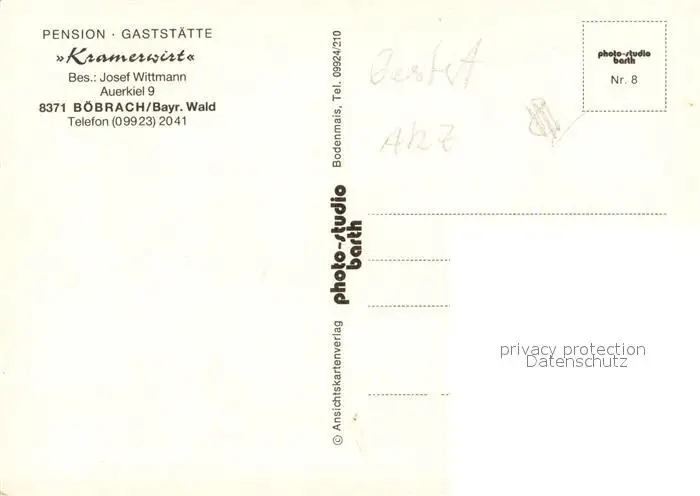 PENSION · GASTSTÄTTE
»Kramerwirt«
Bes.: Josef Wittmann
Auerkiel 9
8371 BÖBRACH/Bayr. Wald
Telefon (09923) 2041
© Ansichtskartenverlag photo-studio barth Bodenmais, Tel. 09924/210
photo-studio
barth
Nr. 8
privacy protection
Datenschutz